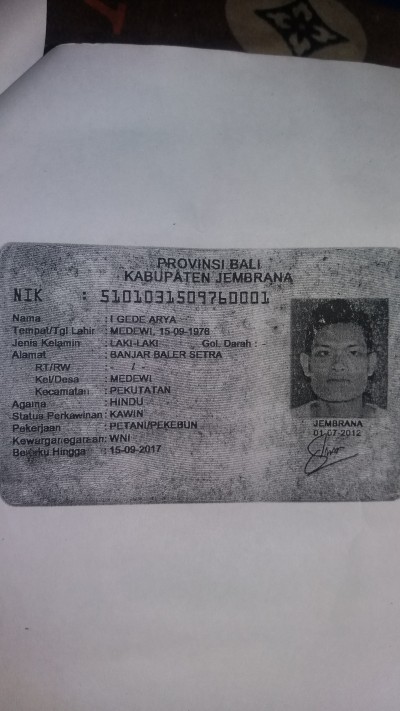 PROVINSI BALI
KABUPATEN JEMBRANA
NIK : 5101031509760001
Nama : I GEDE ARYA
Tempat/Tgl Lahir : MEDEWI, 15-09-1976
Jenis Kelamin : LAKI-LAKI Gol. Darah : -
Alamat : BANJAR BALER SETRA
RT/RW : - / -
Kel/Desa : MEDEWI
Kecamatan : PEKUTATAN
Agama : HINDU
Status Perkawinan : KAWIN
Pekerjaan : PETANI/PEKEBUN
Kewarganegaraan : WNI
Berlaku Hingga : 15-09-2017
JEMBRANA
01-07-2012